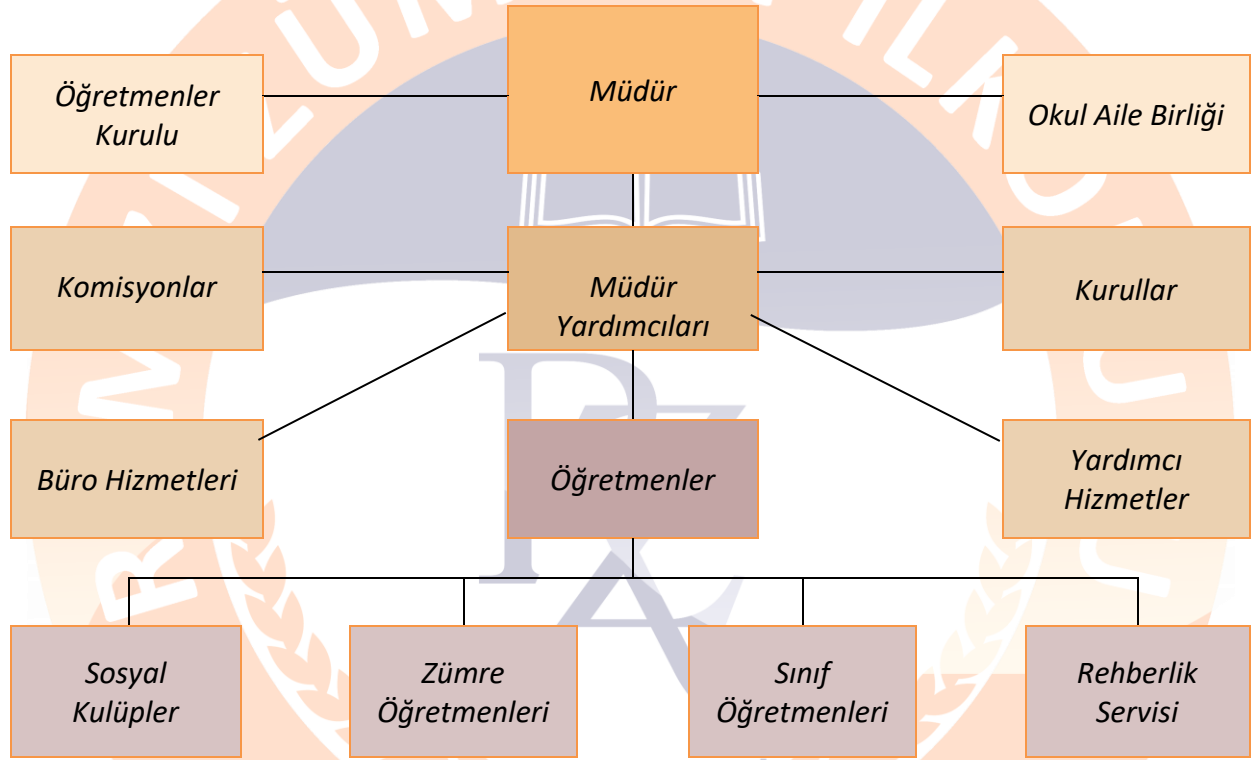 Öğretmenler
Kurulu
Müdür
Okul Aile Birliği
Komisyonlar
Müdür
Yardımcıları
Kurullar
Büro Hizmetleri
Öğretmenler
Yardımcı
Hizmetler
Sosyal
Kulüpler
Zümre
Öğretmenleri
Sınıf
Öğretmenleri
Rehberlik
Servisi